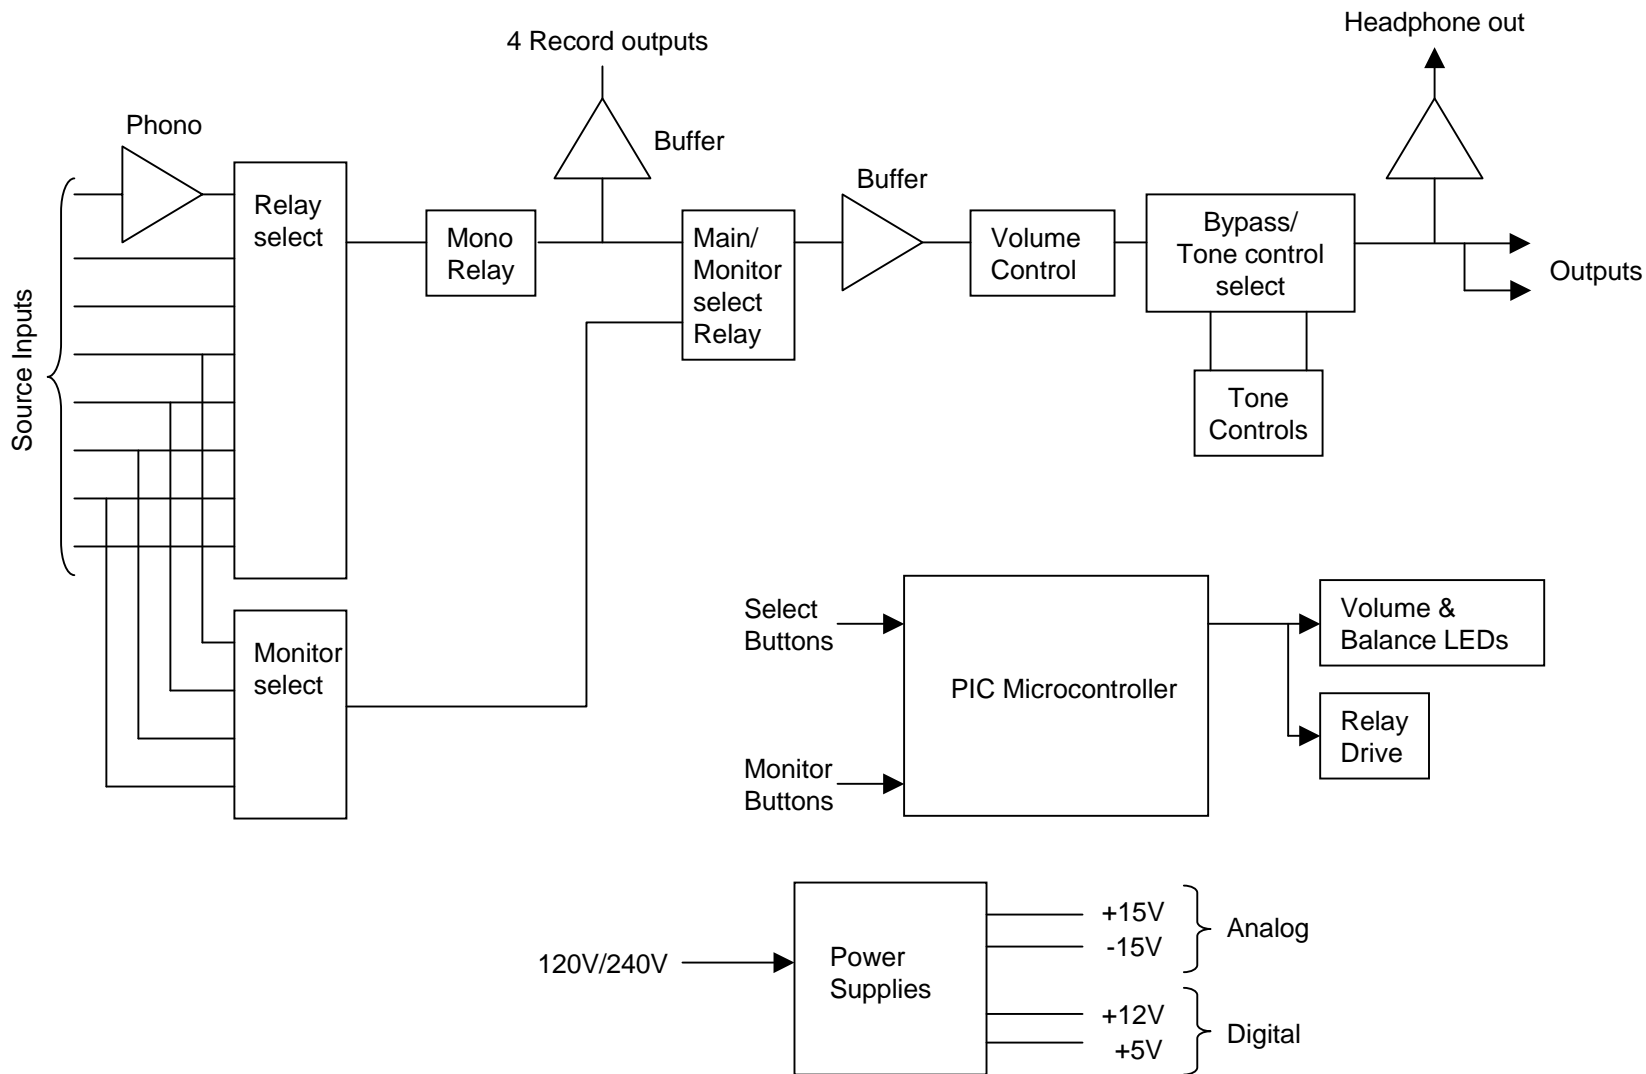 Headphone out
4 Record outputs
Phono
Buffer
Buffer
Relay
select
Mono
Relay
Main/
Monitor
select
Relay
Volume
Control
Bypass/
Tone control
select
Outputs
Source Inputs
Tone
Controls
Monitor
select
Select
Buttons
Monitor
Buttons
PIC Microcontroller
Volume &
Balance LEDs
Relay
Drive
120V/240V
Power
Supplies
+15V
-15V
Analog
+12V
+5V
Digital